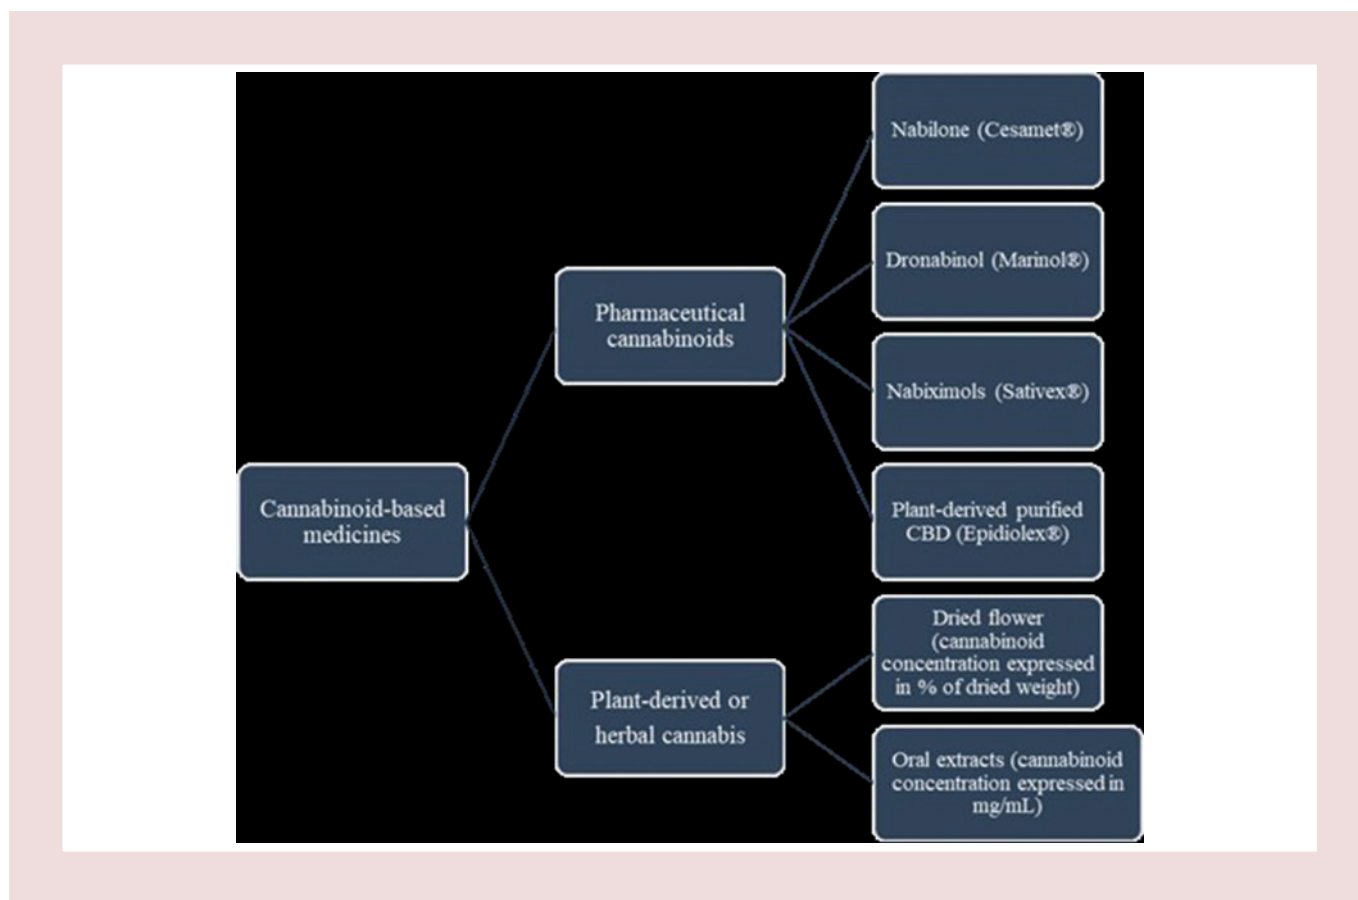 Nabilone (Cesamet®)
Dronabinol (Marinol®)
Pharmaceutical
cannabinoids
Nabiximols (Sativex®)
Cannabinoid-based
medicines
Plant-derived purified
CBD (Epidiolex®)
Dried flower
(cannabinoid
concentration expressed
in % of dried weight)
Plant-derived or
herbal cannabis
Oral extracts (cannabinoid
concentration expressed in
mg/mL)